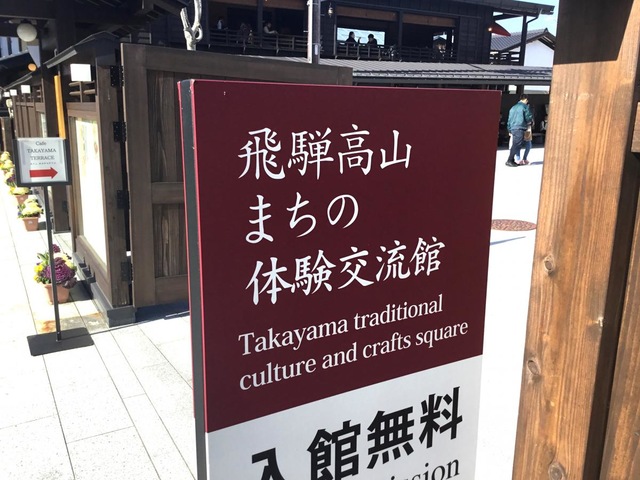 飛騨高山
まちの
体験交流館
Takayama traditional
culture and crafts square
入館無料
Cafe
TAKAYAMA
TERRACE